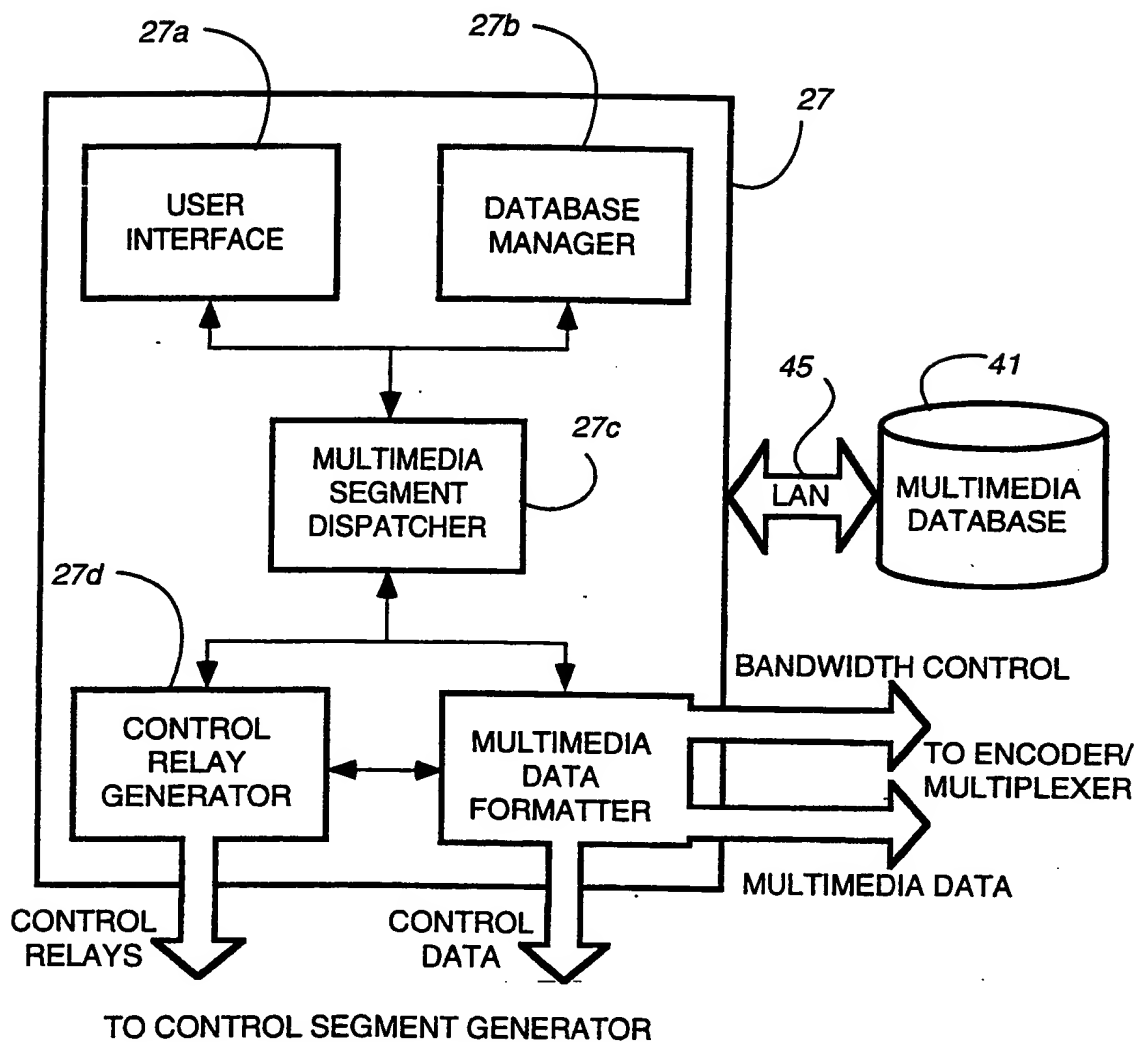 27a
27b
27
USER
INTERFACE
DATABASE
MANAGER
45
41
27c
MULTIMEDIA
SEGMENT
DISPATCHER
LAN
MULTIMEDIA
DATABASE
27d
BANDWIDTH CONTROL
CONTROL
RELAY
GENERATOR
MULTIMEDIA
DATA
FORMATTER
TO ENCODER/
MULTIPLEXER
MULTIMEDIA DATA
CONTROL
RELAYS
CONTROL
DATA
TO CONTROL SEGMENT GENERATOR